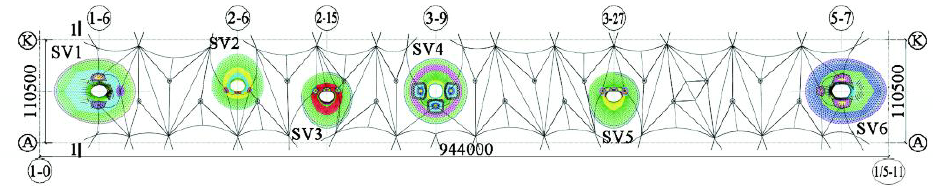 1-6 2-6 2-15 3-9 3-27 5-7
1 SV2 SV4
K K
SV1
110500 110500
SV3 SV5 SV6
A A
1 944000
1-0 1/5-11